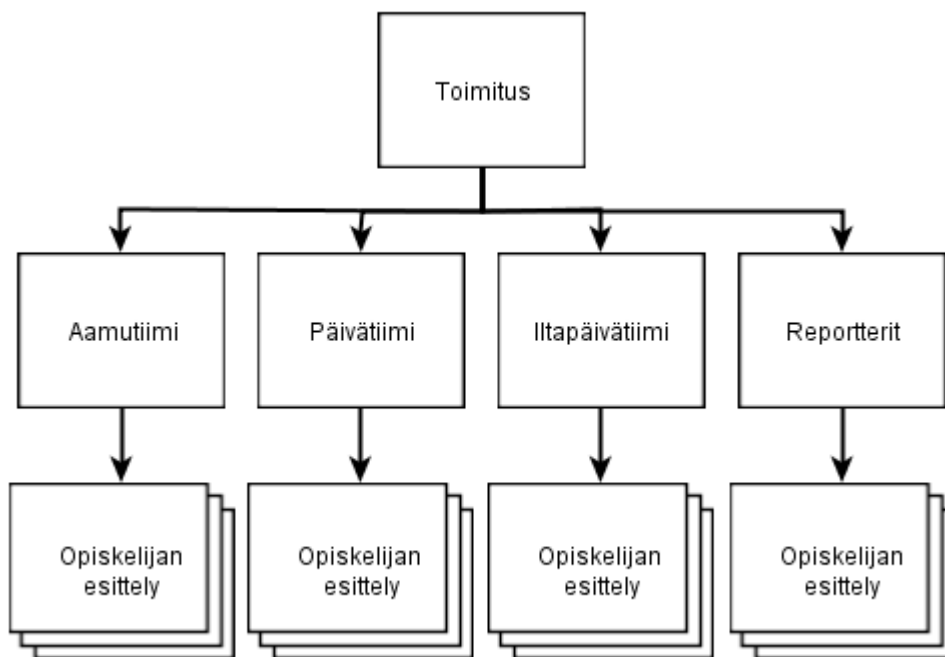 Toimitus
Aamutiimi
Päivätiimi
Iltapäivätiimi
Reportterit
Opiskelijan
esittely
Opiskelijan
esittely
Opiskelijan
esittely
Opiskelijan
esittely